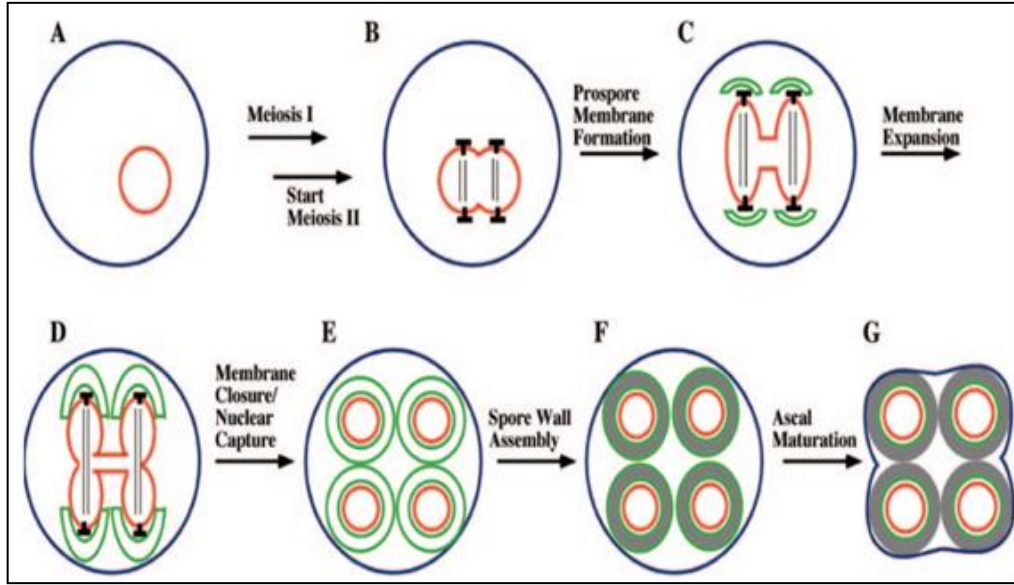 A
B
C
Meiosis I
Start
Meiosis II
Prospore
Membrane
Formation
Membrane
Expansion
D
E
F
G
Membrane
Closure/
Nuclear
Capture
Spore Wall
Assembly
Ascal
Maturation